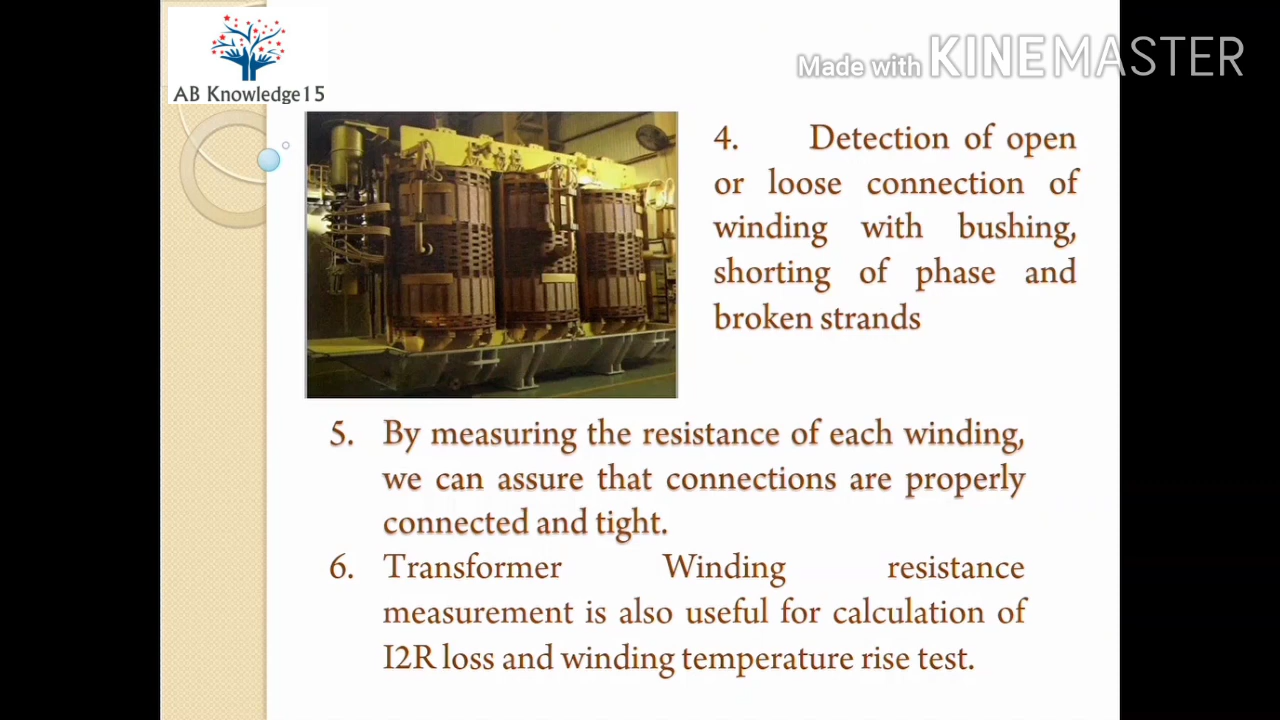 AB Knowledge15
Made with KINEMASTER
4. Detection of open
or loose connection of
winding with bushing,
shorting of phase and
broken strands
5. By measuring the resistance of each winding,
we can assure that connections are properly
connected and tight.
6. Transformer Winding resistance
measurement is also useful for calculation of
I2R loss and winding temperature rise test.